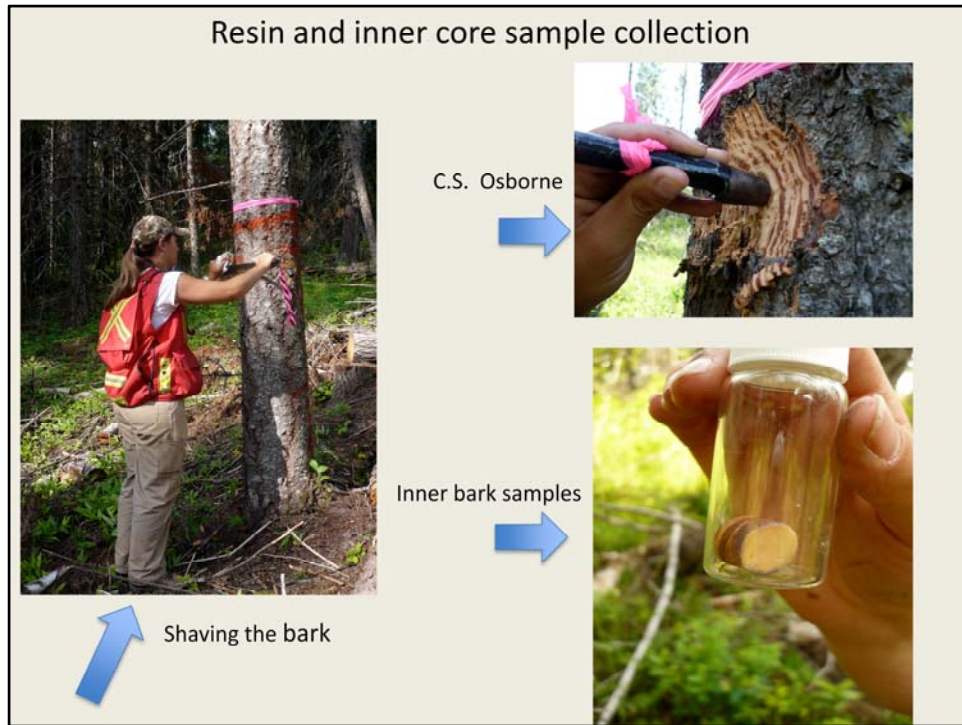 Resin and inner core sample collection
C.S. Osborne
Inner bark samples
Shaving the bark